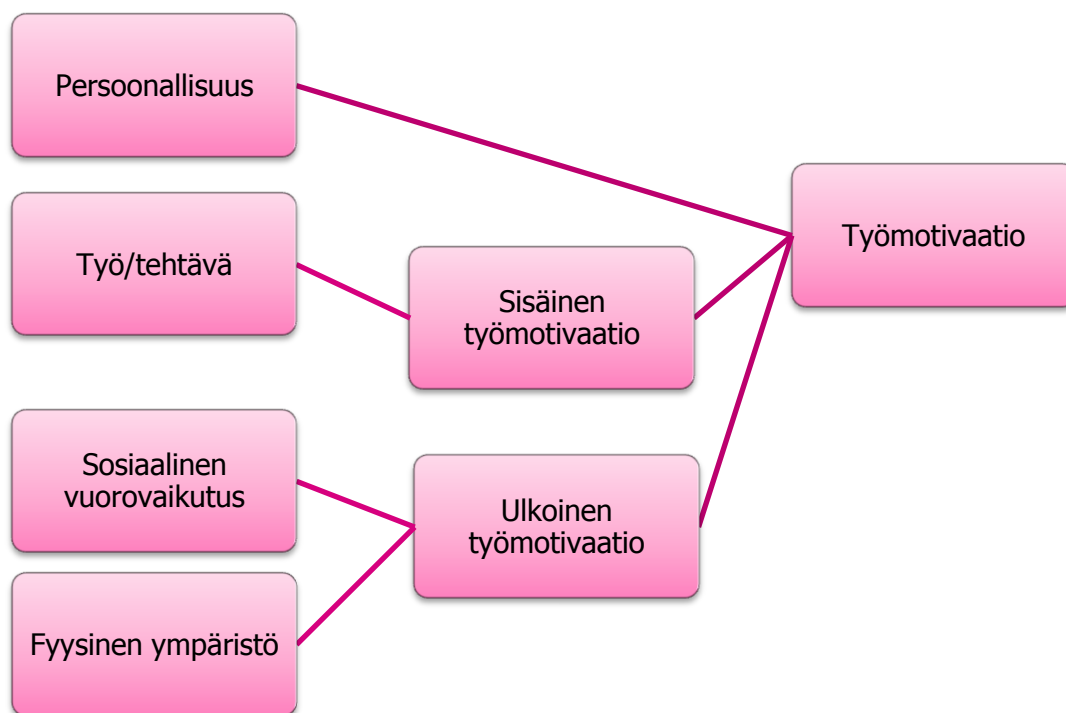 Persoonallisuus
Työ/tehtävä
Sosiaalinen
vuorovaikutus
Fyysinen ympäristö
Sisäinen
työmotivaatio
Ulkoinen
työmotivaatio
Työmotivaatio